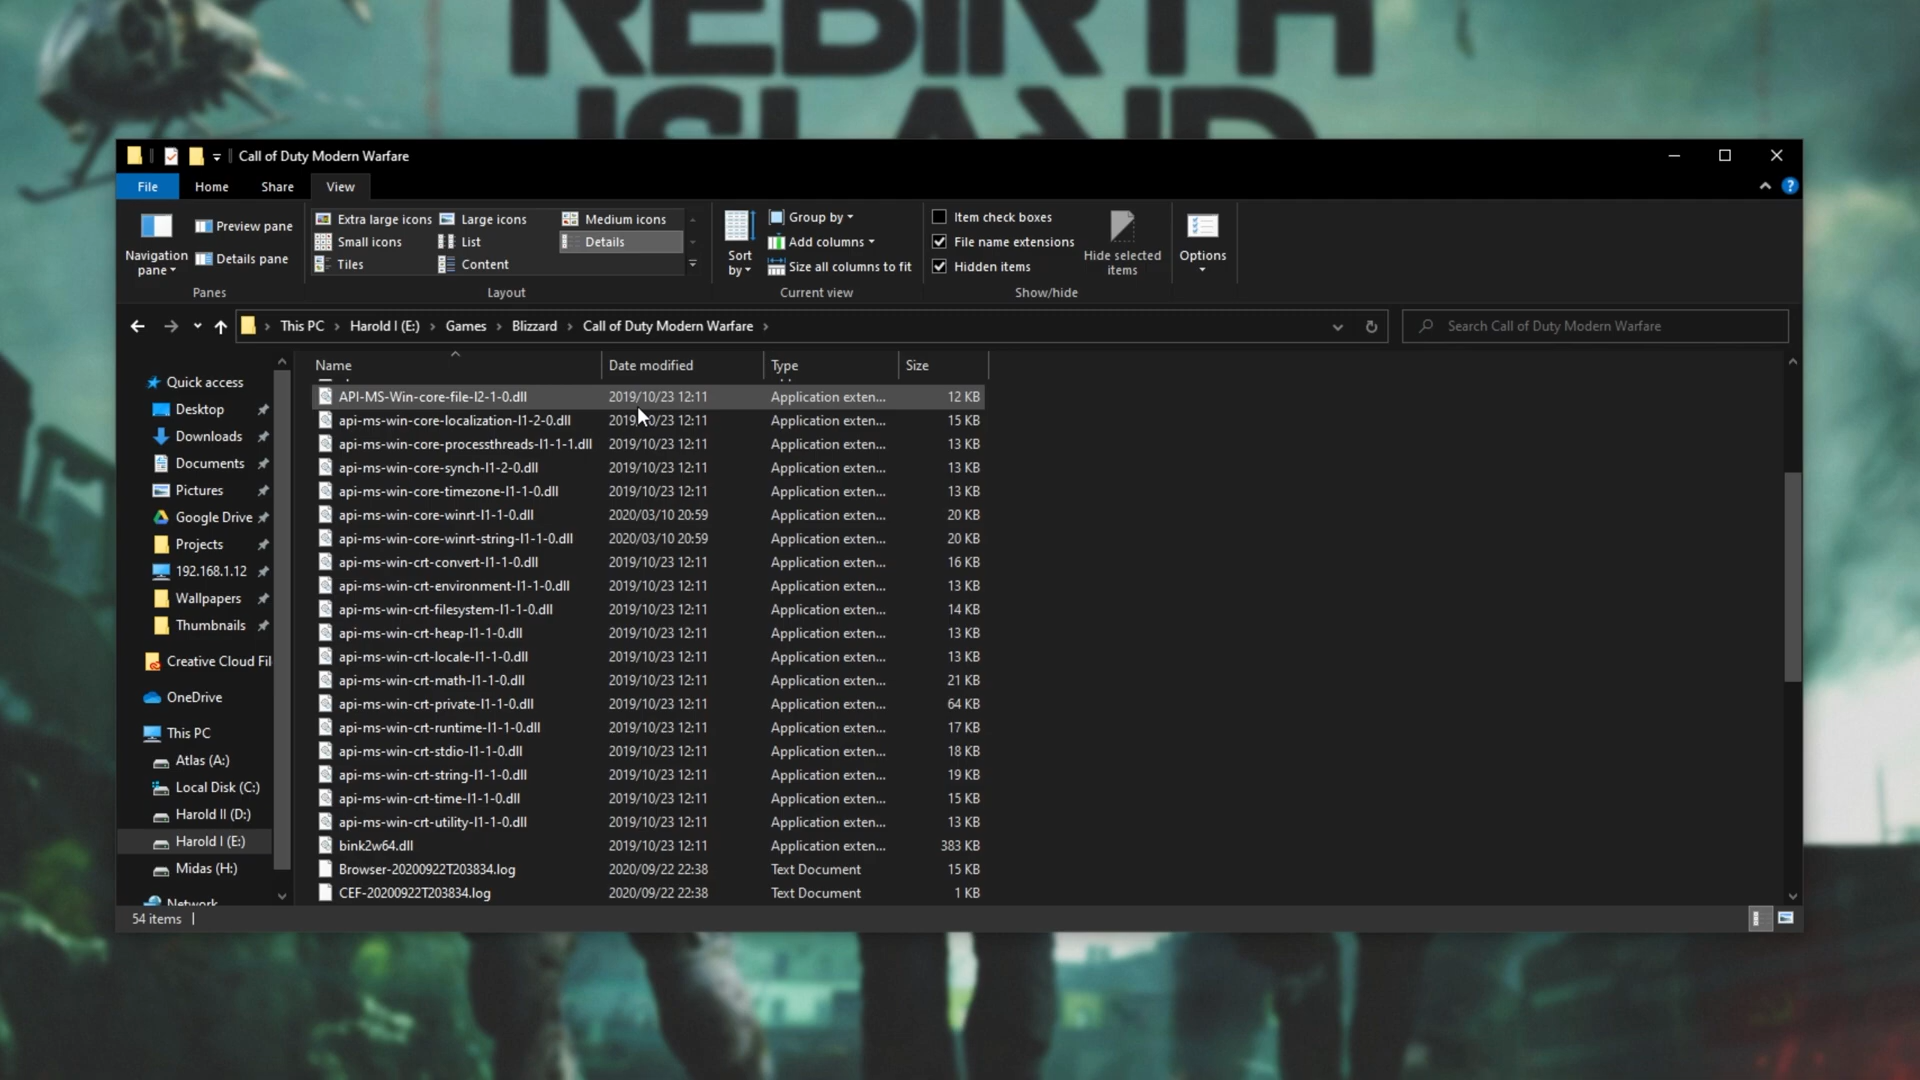 REBIRTH
ISLAND
Call of Duty Modern Warfare
File Home Share View
Navigation pane
Preview pane
Details pane
Panes
Extra large icons Large icons Medium icons
Small icons List Details
Tiles Content
Layout
Sort by
Group by
Add columns
Size all columns to fit
Current view
Item check boxes
File name extensions
Hidden items
Hide selected items
Show/hide
Options
This PC › Harold I (E:) › Games › Blizzard › Call of Duty Modern Warfare ›
Search Call of Duty Modern Warfare
Quick access
Desktop
Downloads
Documents
Pictures
Google Drive
Projects
192.168.1.12
Wallpapers
Thumbnails
Creative Cloud Fil
OneDrive
This PC
Atlas (A:)
Local Disk (C:)
Harold II (D:)
Harold I (E:)
Midas (H:)
Network
Name Date modified Type Size
API-MS-Win-core-file-l2-1-0.dll 2019/10/23 12:11 Application exten... 12 KB
api-ms-win-core-localization-l1-2-0.dll 2019/10/23 12:11 Application exten... 15 KB
api-ms-win-core-processthreads-l1-1-1.dll 2019/10/23 12:11 Application exten... 13 KB
api-ms-win-core-synch-l1-2-0.dll 2019/10/23 12:11 Application exten... 13 KB
api-ms-win-core-timezone-l1-1-0.dll 2019/10/23 12:11 Application exten... 13 KB
api-ms-win-core-winrt-l1-1-0.dll 2020/03/10 20:59 Application exten... 20 KB
api-ms-win-core-winrt-string-l1-1-0.dll 2020/03/10 20:59 Application exten... 20 KB
api-ms-win-crt-convert-l1-1-0.dll 2019/10/23 12:11 Application exten... 16 KB
api-ms-win-crt-environment-l1-1-0.dll 2019/10/23 12:11 Application exten... 13 KB
api-ms-win-crt-filesystem-l1-1-0.dll 2019/10/23 12:11 Application exten... 14 KB
api-ms-win-crt-heap-l1-1-0.dll 2019/10/23 12:11 Application exten... 13 KB
api-ms-win-crt-locale-l1-1-0.dll 2019/10/23 12:11 Application exten... 13 KB
api-ms-win-crt-math-l1-1-0.dll 2019/10/23 12:11 Application exten... 21 KB
api-ms-win-crt-private-l1-1-0.dll 2019/10/23 12:11 Application exten... 64 KB
api-ms-win-crt-runtime-l1-1-0.dll 2019/10/23 12:11 Application exten... 17 KB
api-ms-win-crt-stdio-l1-1-0.dll 2019/10/23 12:11 Application exten... 18 KB
api-ms-win-crt-string-l1-1-0.dll 2019/10/23 12:11 Application exten... 19 KB
api-ms-win-crt-time-l1-1-0.dll 2019/10/23 12:11 Application exten... 15 KB
api-ms-win-crt-utility-l1-1-0.dll 2019/10/23 12:11 Application exten... 13 KB
bink2w64.dll 2019/10/23 12:11 Application exten... 383 KB
Browser-20200922T203834.log 2020/09/22 22:38 Text Document 15 KB
CEF-20200922T203834.log 2020/09/22 22:38 Text Document 1 KB
54 items